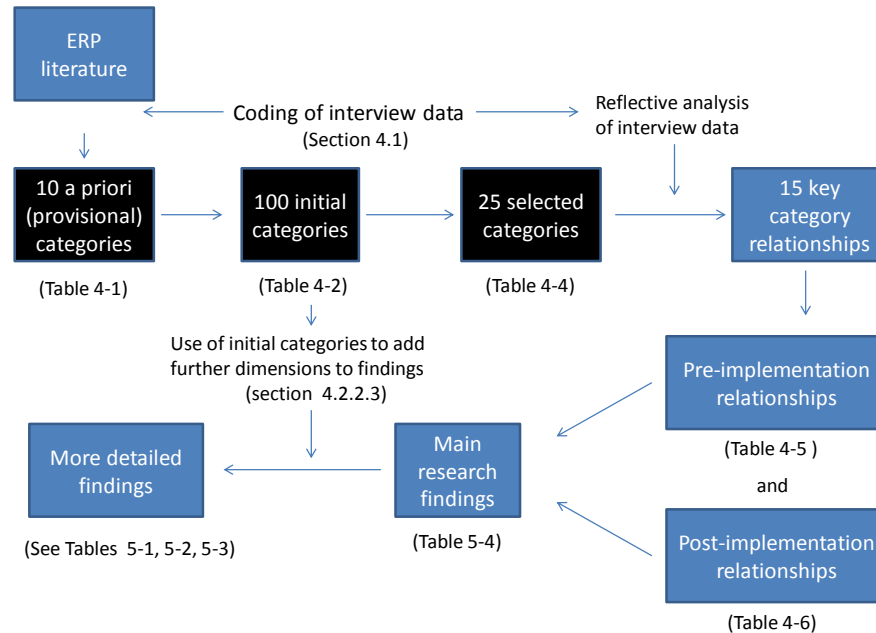 ERP
literature
Coding of interview data
(Section 4.1)
Reflective analysis
of interview data
10 a priori
(provisional)
categories
100 initial
categories
25 selected
categories
15 key
category
relationships
(Table 4-1)
(Table 4-2)
(Table 4-4)
Use of initial categories to add
further dimensions to findings
(section 4.2.2.3)
Pre-implementation
relationships
(Table 4-5 )
and
More detailed
findings
Main
research
findings
(See Tables 5-1, 5-2, 5-3)
(Table 5-4)
Post-implementation
relationships
(Table 4-6)